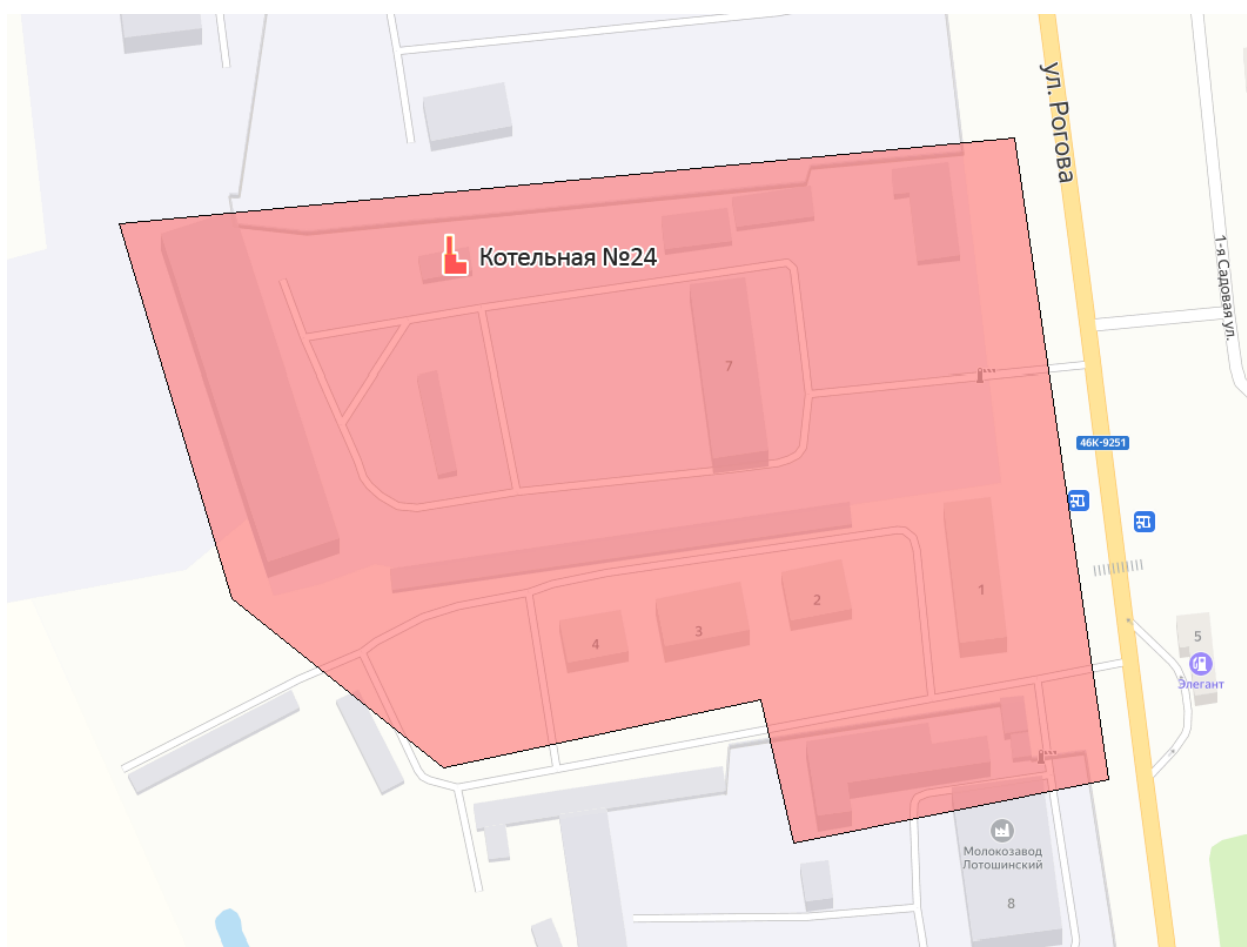 ул. Рогова
1-я Садовая ул.
Котельная №24
7
46К-9251
1
2
3
4
5
Элегант
Молокозавод
Лотошинский
8